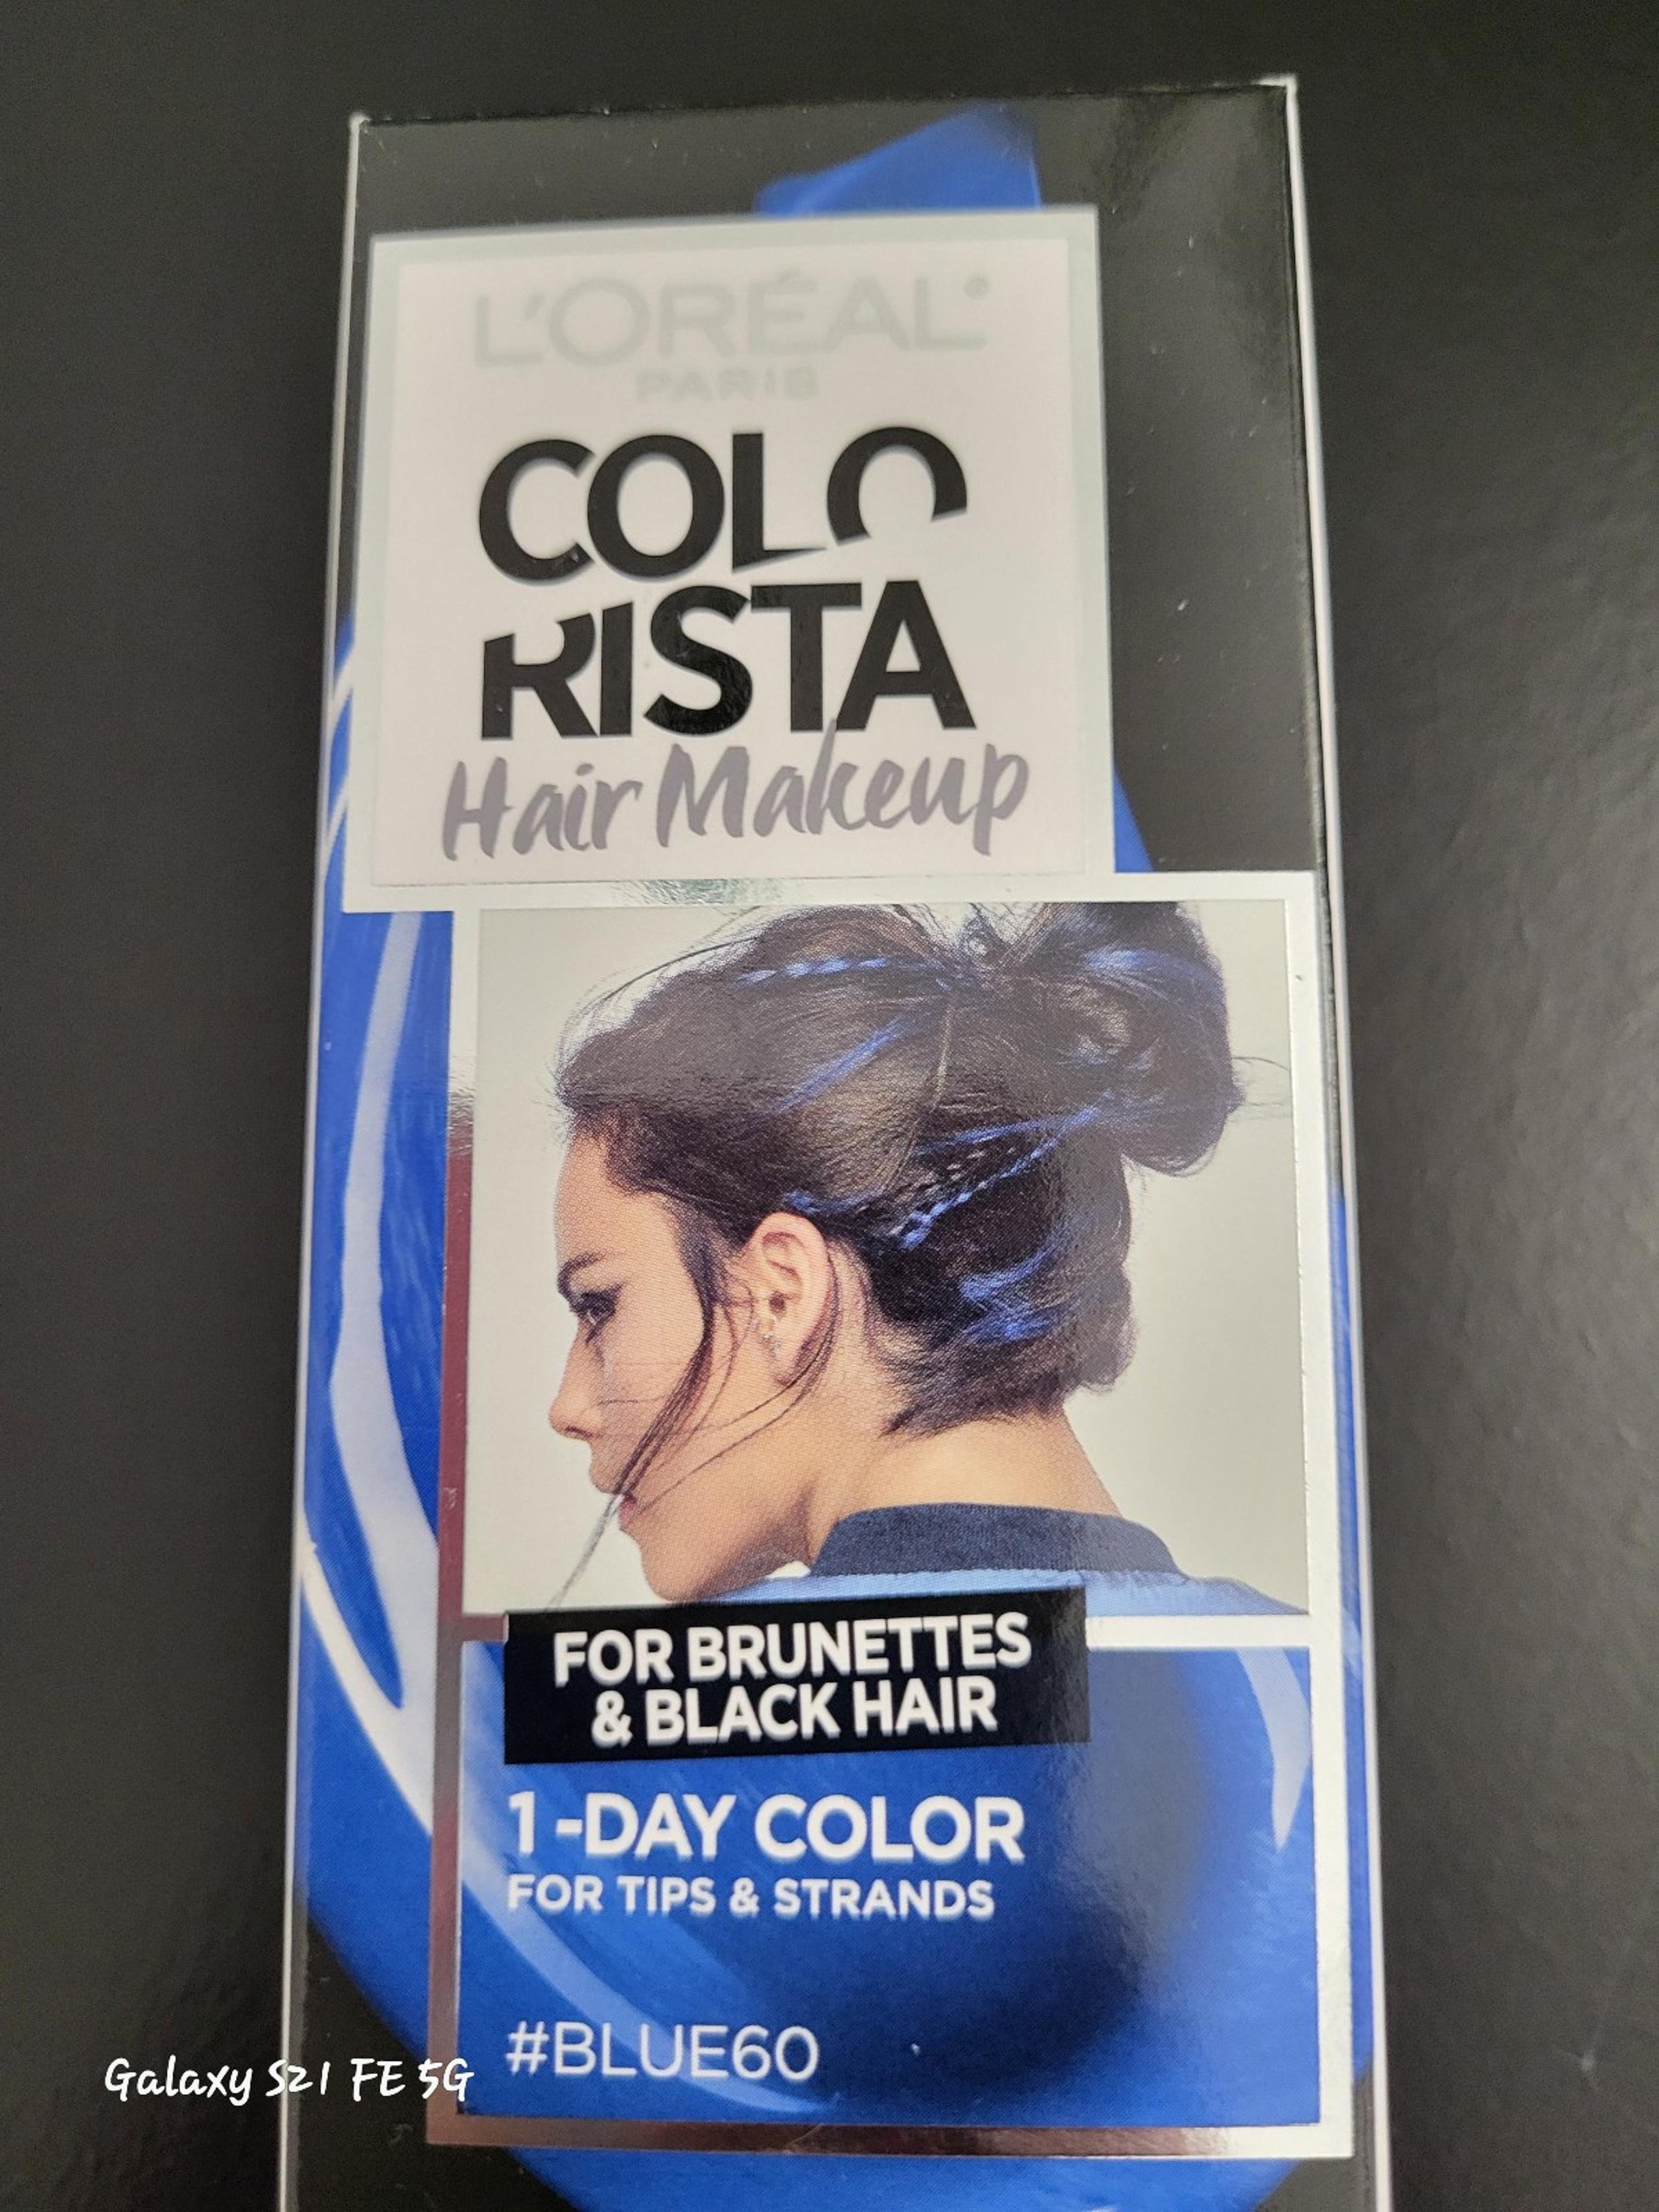 L'ORÉAL
PARIS
COLO
RISTA
Hair Makeup
FOR BRUNETTES
& BLACK HAIR
1-DAY COLOR
FOR TIPS & STRANDS
#BLUE60
Galaxy S21 FE 5G